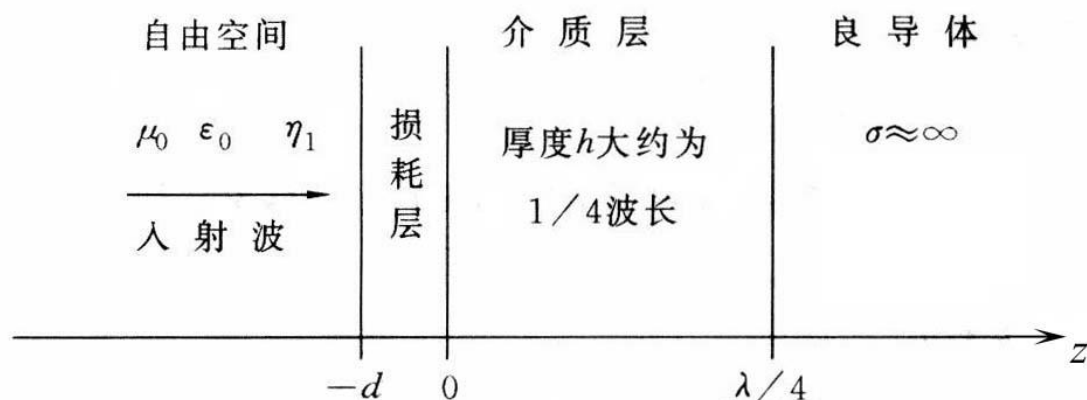 自由空间
介质层
良导体
μ₀ ε₀ η₁
损耗层
厚度h大约为
σ≈∞
1/4波长
入射波
z
-d
0
λ/4